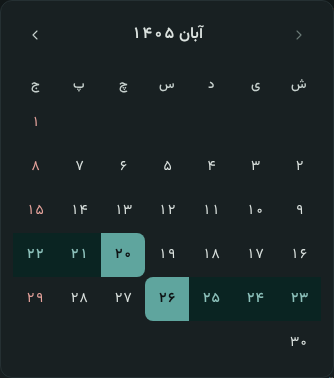 آبان ۱۴۰۵
ش ی د س چ پ ج
۱
۲ ۳ ۴ ۵ ۶ ۷ ۸
۹ ۱۰ ۱۱ ۱۲ ۱۳ ۱۴ ۱۵
۱۶ ۱۷ ۱۸ ۱۹ ۲۰ ۲۱ ۲۲
۲۳ ۲۴ ۲۵ ۲۶ ۲۷ ۲۸ ۲۹
۳۰